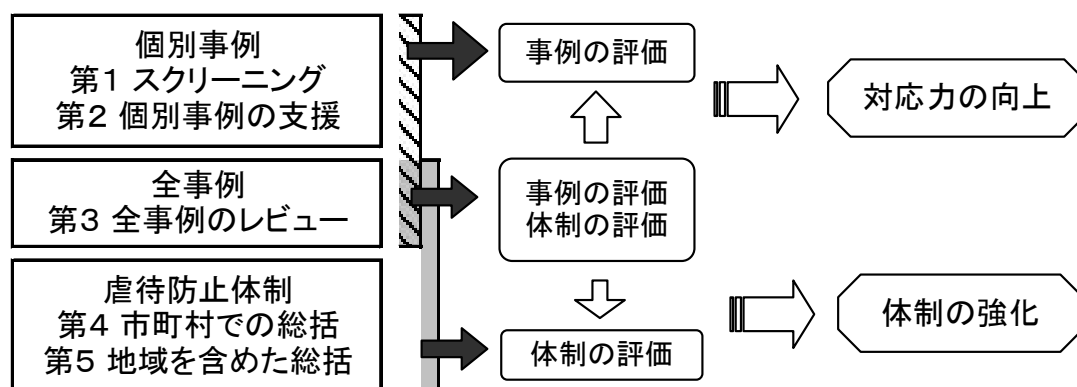 個別事例
第1 スクリーニング
第2 個別事例の支援
事例の評価
対応力の向上
全事例
第3 全事例のレビュー
事例の評価
体制の評価
虐待防止体制
第4 市町村での総括
第5 地域を含めた総括
体制の評価
体制の強化